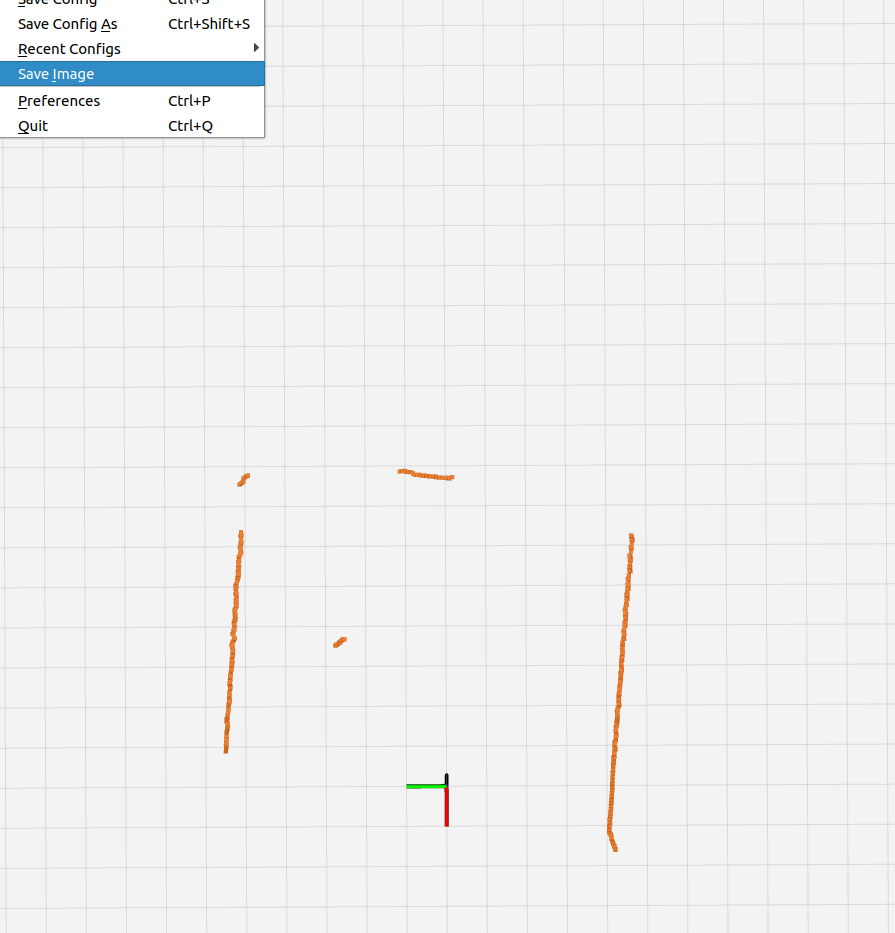 Save Config Ctrl+S
Save Config As Ctrl+Shift+S
Recent Configs
Save Image
Preferences Ctrl+P
Quit Ctrl+Q